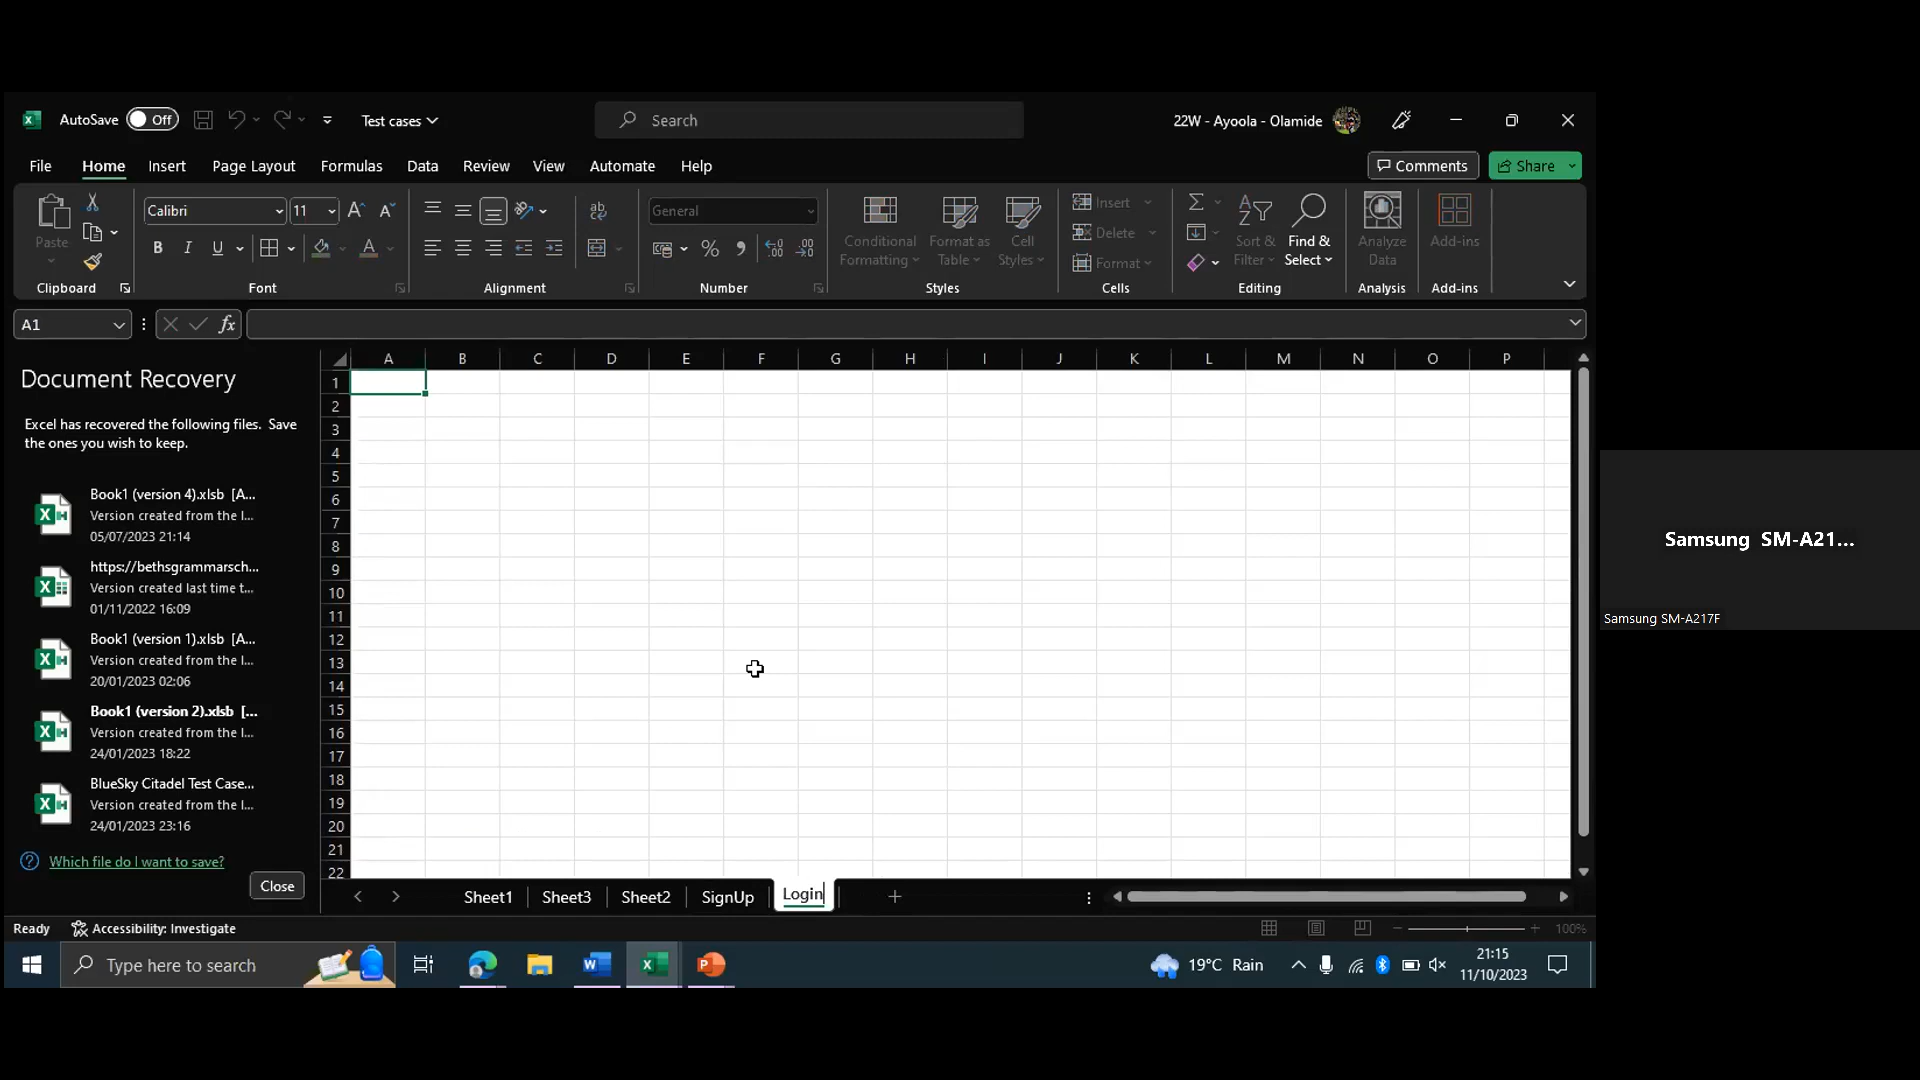 AutoSave Off Test cases Search 22W - Ayoola - Olamide
File Home Insert Page Layout Formulas Data Review View Automate Help Comments Share
Paste Calibri 11 General Conditional Formatting Format as Table Cell Styles Insert Delete Format Sort & Filter Find & Select Analyze Data Add-ins
Clipboard Font Alignment Number Styles Cells Editing Analysis Add-ins
A1 fx
A B C D E F G H I J K L M N O P
1
2
3
4
5
6
7
8
9
10
11
12
13
14
15
16
17
18
19
20
21
22
Document Recovery
Excel has recovered the following files. Save
the ones you wish to keep.
Book1 (version 4).xlsb [A...
Version created from the l...
05/07/2023 21:14
https://bethsgrammarsch...
Version created last time t...
01/11/2022 16:09
Book1 (version 1).xlsb [A...
Version created from the l...
20/01/2023 02:06
Book1 (version 2).xlsb [...
Version created from the l...
24/01/2023 18:22
BlueSky Citadel Test Case...
Version created from the l...
24/01/2023 23:16
Which file do I want to save?
Close
Sheet1 Sheet3 Sheet2 SignUp Login
Ready Accessibility: Investigate 100%
Type here to search 19°C Rain 21:15
11/10/2023
Samsung SM-A21...
Samsung SM-A217F